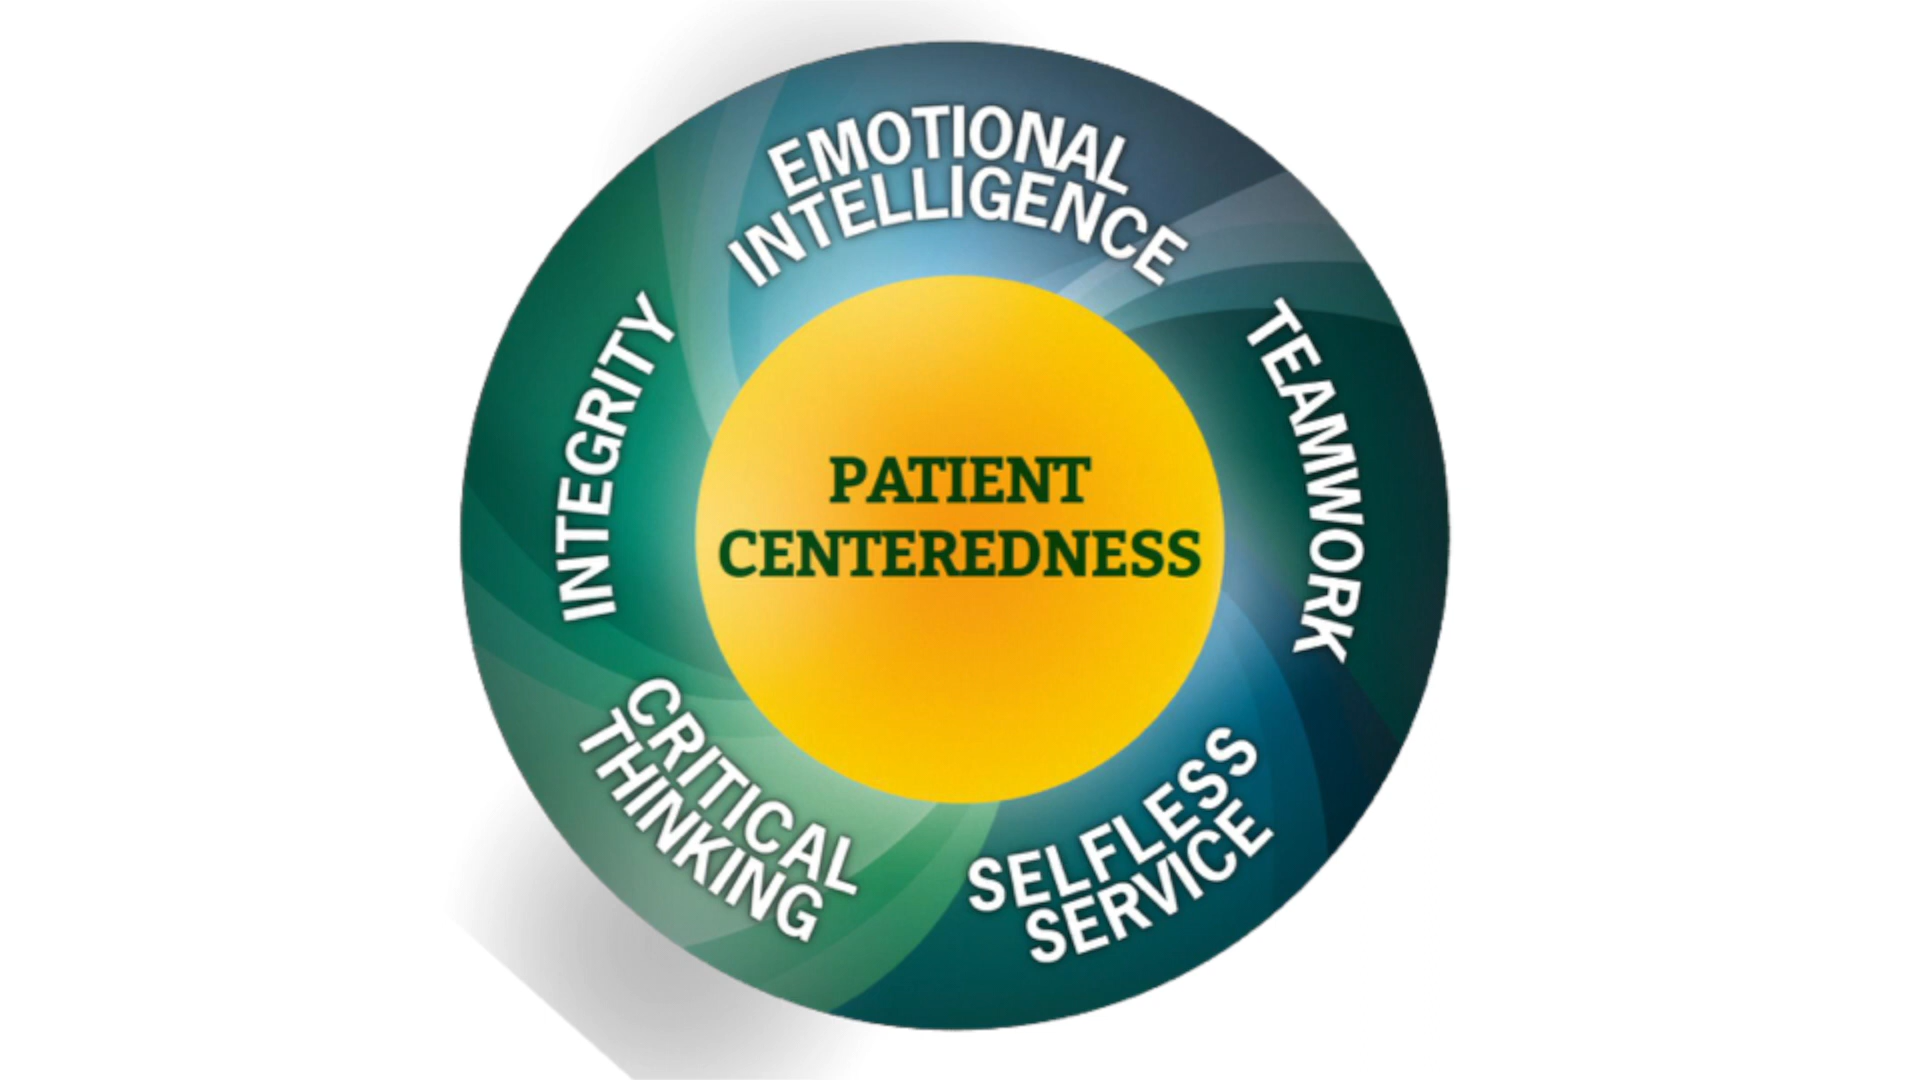 EMOTIONAL
INTELLIGENCE
TEAMWORK
SELFLESS
SERVICE
CRITICAL
THINKING
INTEGRITY
PATIENT
CENTEREDNESS